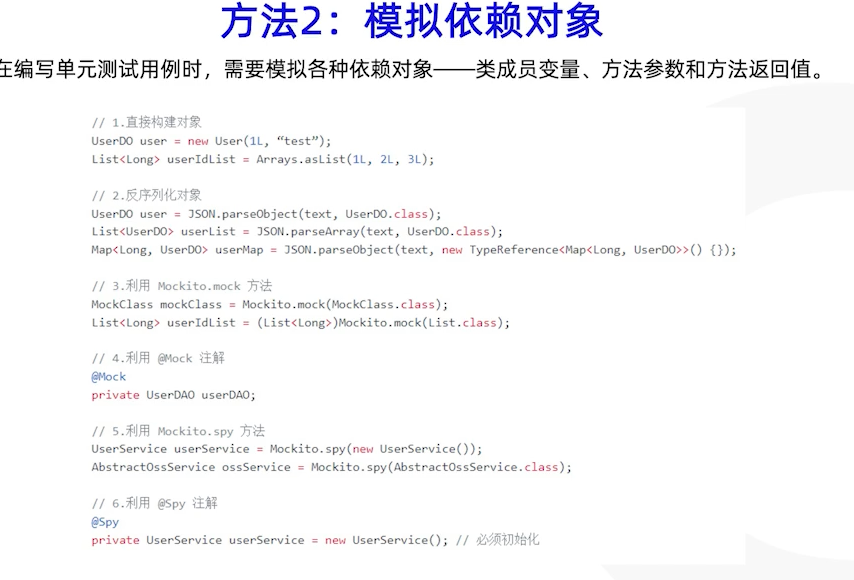 方法2：模拟依赖对象
在编写单元测试用例时，需要模拟各种依赖对象——类成员变量、方法参数和方法返回值。
// 1.直接构建对象
UserDO user = new User(1L, “test”);
List<Long> userIdList = Arrays.asList(1L, 2L, 3L);
// 2.反序列化对象
UserDO user = JSON.parseObject(text, UserDO.class);
List<UserDO> userList = JSON.parseArray(text, UserDO.class);
Map<Long, UserDO> userMap = JSON.parseObject(text, new TypeReference<Map<Long, UserDO>>() {});
// 3.利用 Mockito.mock 方法
MockClass mockClass = Mockito.mock(MockClass.class);
List<Long> userIdList = (List<Long>)Mockito.mock(List.class);
// 4.利用 @Mock 注解
@Mock
private UserDAO userDAO;
// 5.利用 Mockito.spy 方法
UserService userService = Mockito.spy(new UserService());
AbstractOssService ossService = Mockito.spy(AbstractOssService.class);
// 6.利用 @Spy 注解
@Spy
private UserService userService = new UserService(); // 必须初始化